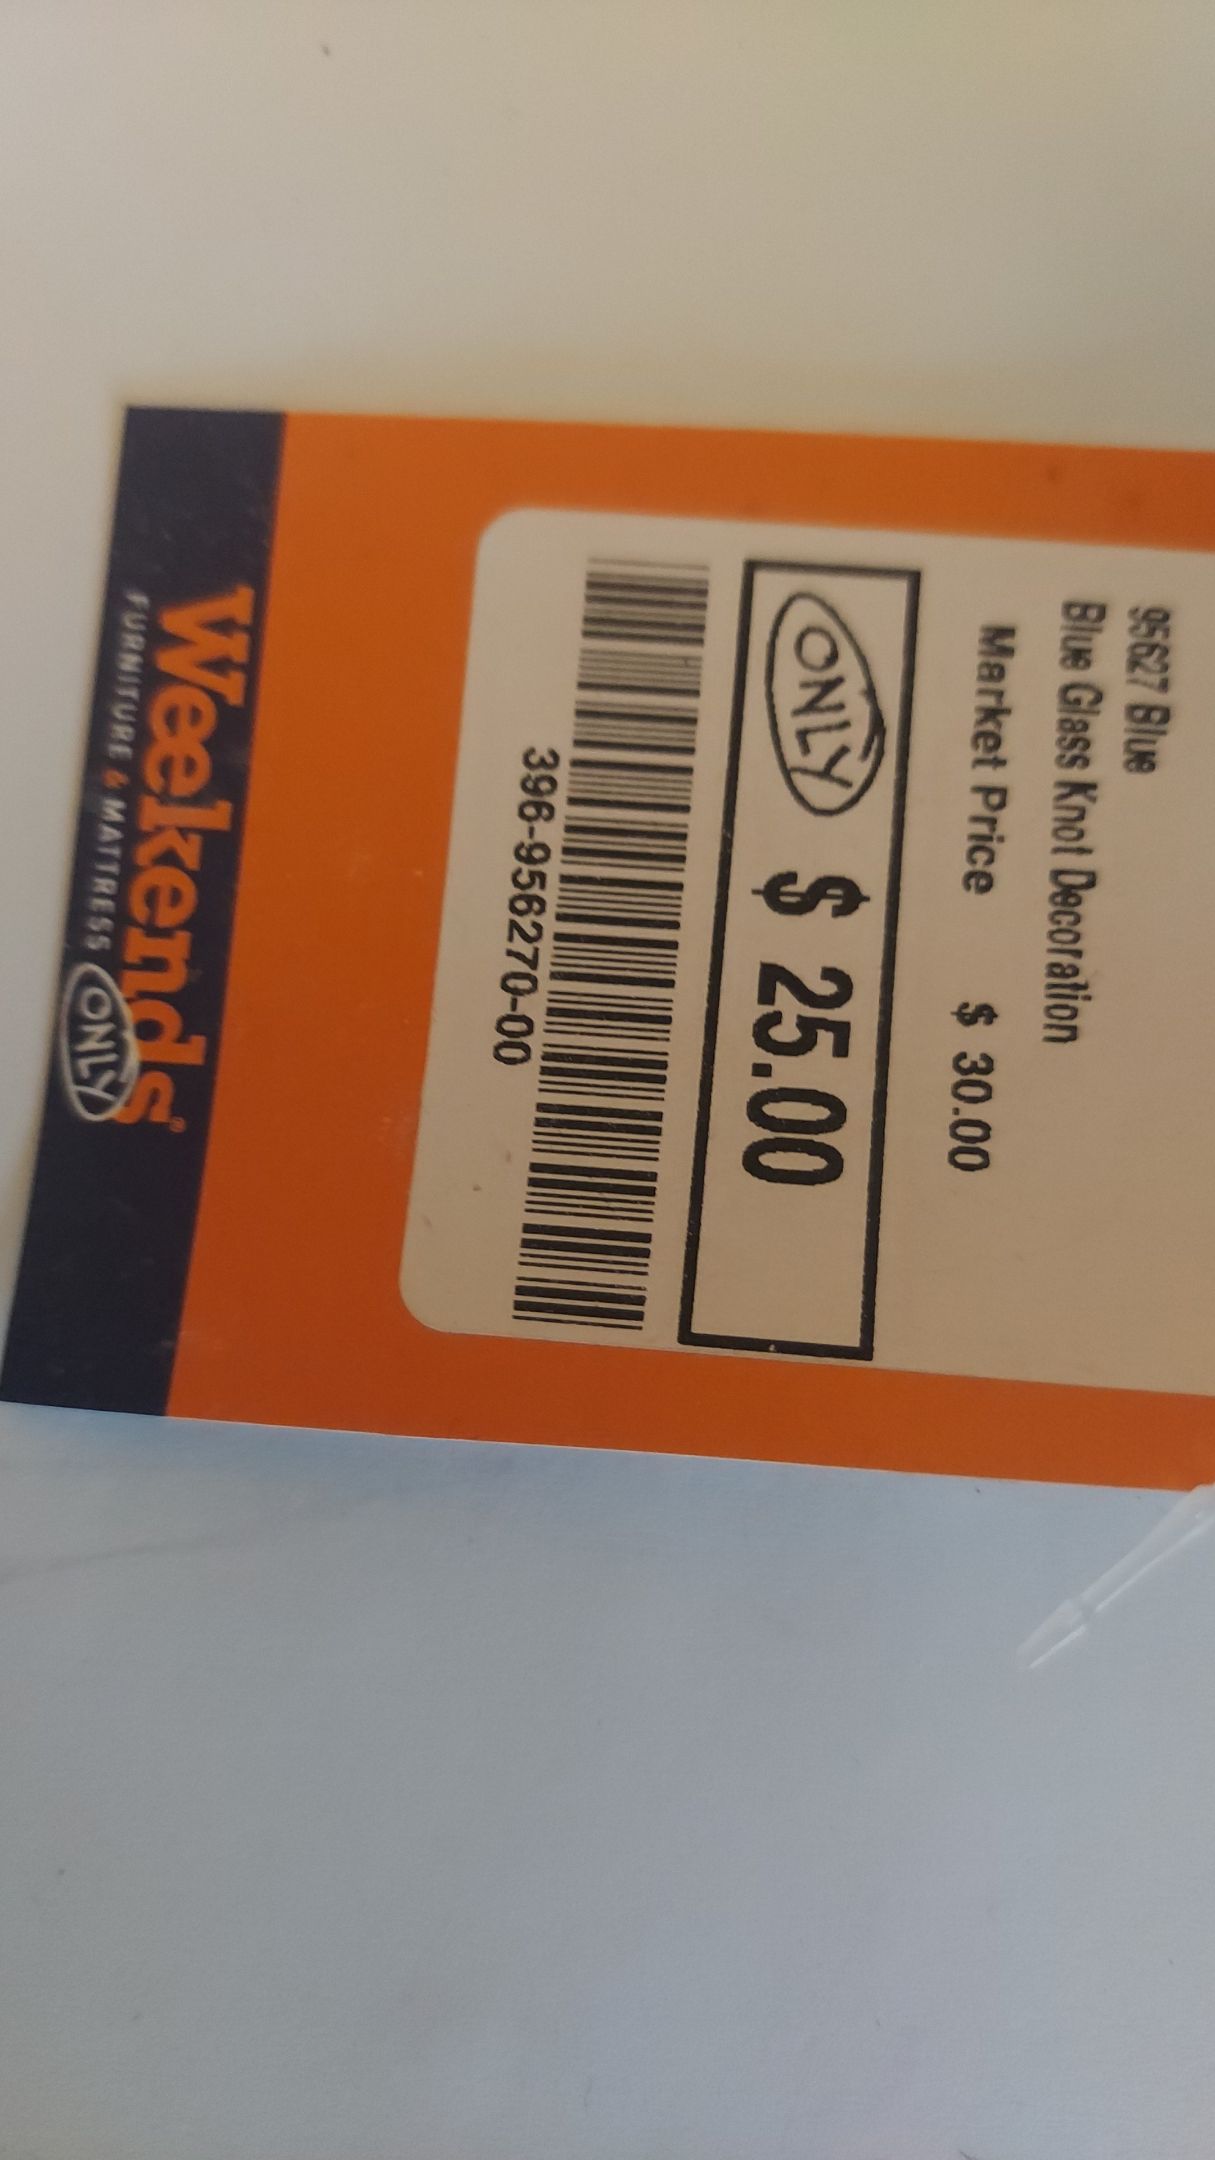 95627 Blue
Blue Glass Knot Decoration
Market Price $ 30.00
ONLY $ 25.00
396-956270-00
Weekends
FURNITURE & MATTRESS ONLY